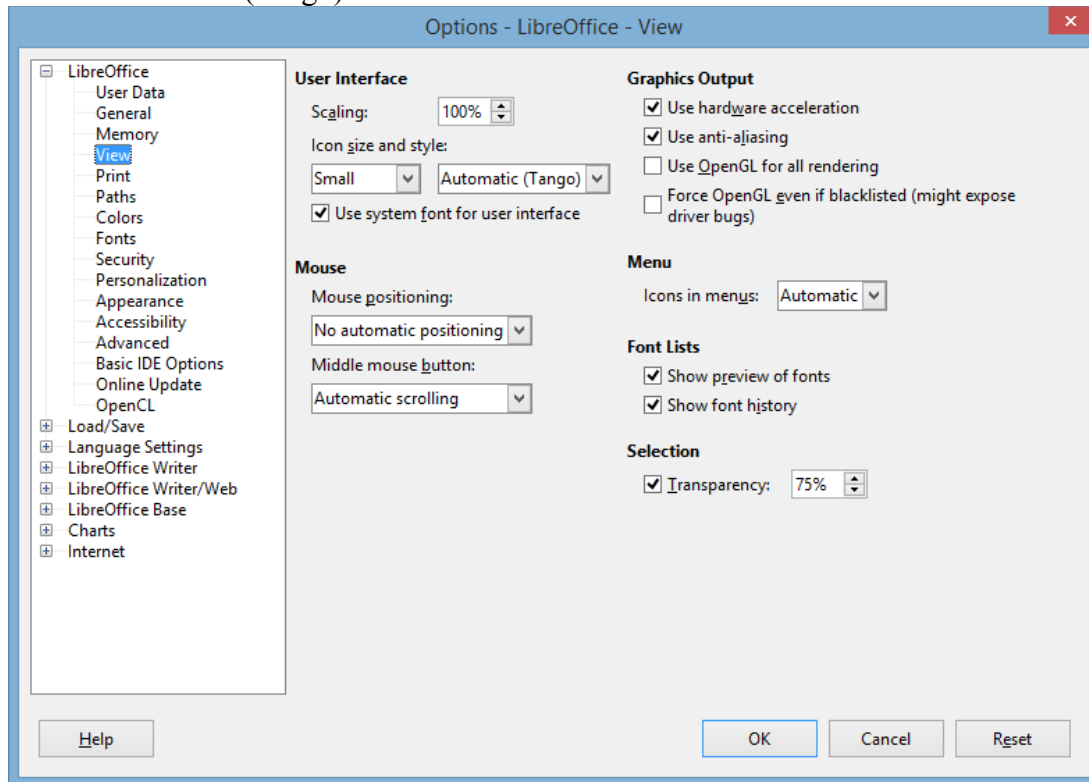 Options - LibreOffice - View
LibreOffice
User Data
General
Memory
View
Print
Paths
Colors
Fonts
Security
Personalization
Appearance
Accessibility
Advanced
Basic IDE Options
Online Update
OpenCL
Load/Save
Language Settings
LibreOffice Writer
LibreOffice Writer/Web
LibreOffice Base
Charts
Internet
User Interface
Scaling: 100%
Icon size and style:
Small Automatic (Tango)
Use system font for user interface
Mouse
Mouse positioning:
No automatic positioning
Middle mouse button:
Automatic scrolling
Graphics Output
Use hardware acceleration
Use anti-aliasing
Use OpenGL for all rendering
Force OpenGL even if blacklisted (might expose
driver bugs)
Menu
Icons in menus: Automatic
Font Lists
Show preview of fonts
Show font history
Selection
Transparency: 75%
Help OK Cancel Reset